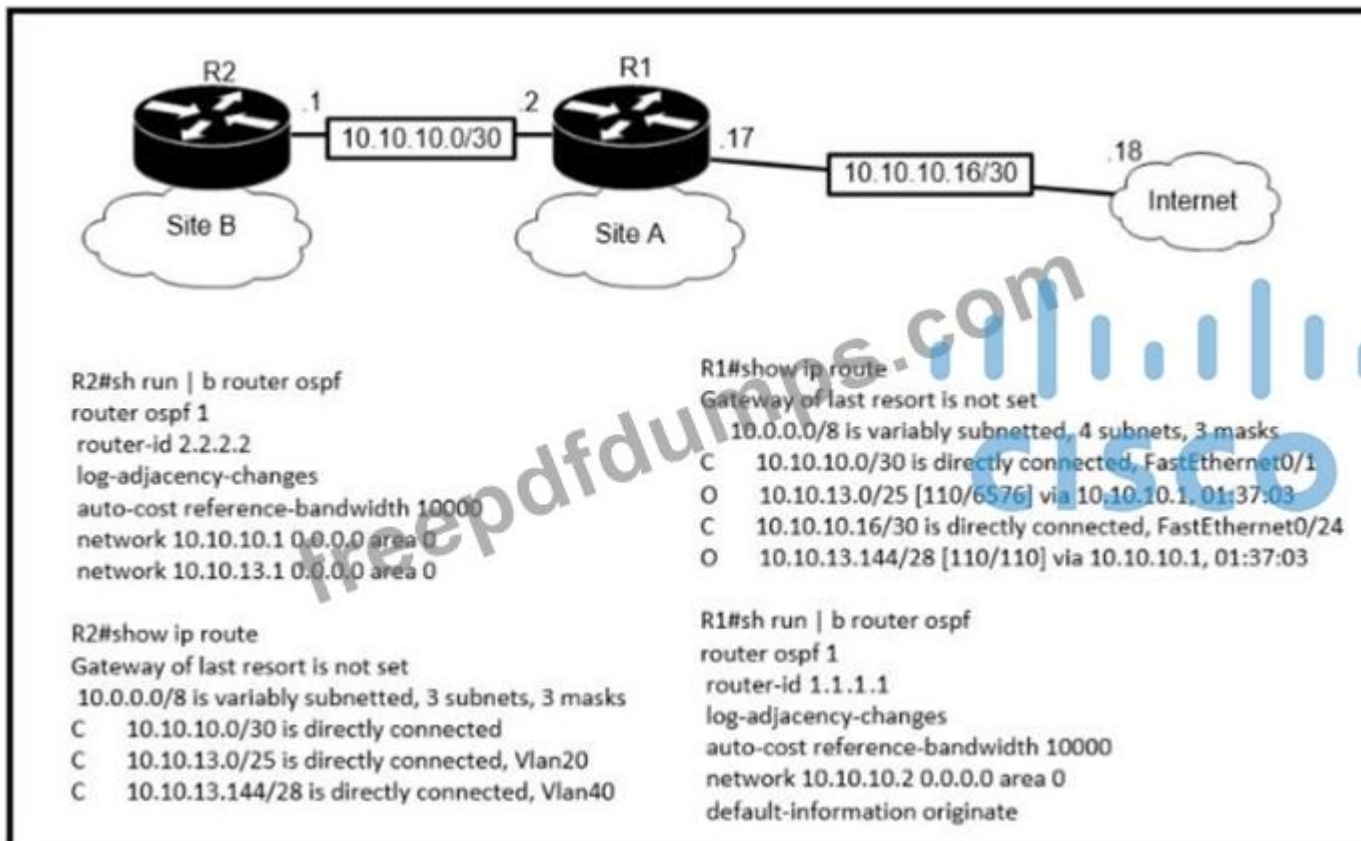 R2
R1
.1
10.10.10.0/30
.2
.17
10.10.10.16/30
.18
Internet
Site B
Site A
freepdfdumps.com
CISCO
R2#sh run | b router ospf
router ospf 1
router-id 2.2.2.2
log-adjacency-changes
auto-cost reference-bandwidth 10000
network 10.10.10.1 0.0.0.0 area 0
network 10.10.13.1 0.0.0.0 area 0
R2#show ip route
Gateway of last resort is not set
10.0.0.0/8 is variably subnetted, 3 subnets, 3 masks
C 10.10.10.0/30 is directly connected
C 10.10.13.0/25 is directly connected, Vlan20
C 10.10.13.144/28 is directly connected, Vlan40
R1#show ip route
Gateway of last resort is not set
10.0.0.0/8 is variably subnetted, 4 subnets, 3 masks
C 10.10.10.0/30 is directly connected, FastEthernet0/1
O 10.10.13.0/25 [110/6576] via 10.10.10.1, 01:37:03
C 10.10.10.16/30 is directly connected, FastEthernet0/24
O 10.10.13.144/28 [110/110] via 10.10.10.1, 01:37:03
R1#sh run | b router ospf
router ospf 1
router-id 1.1.1.1
log-adjacency-changes
auto-cost reference-bandwidth 10000
network 10.10.10.2 0.0.0.0 area 0
default-information originate